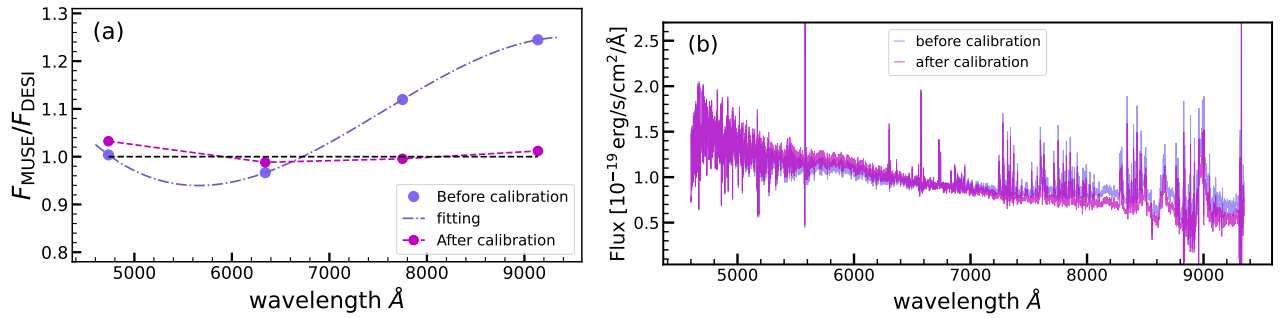 (a)
F_MUSE/F_DESI
1.3
1.2
1.1
1.0
0.9
0.8
Before calibration
fitting
After calibration
5000 6000 7000 8000 9000
wavelength Å
(b)
Flux [10⁻¹⁹ erg/s/cm²/Å]
2.5
2.0
1.5
1.0
0.5
before calibration
after calibration
5000 6000 7000 8000 9000
wavelength Å